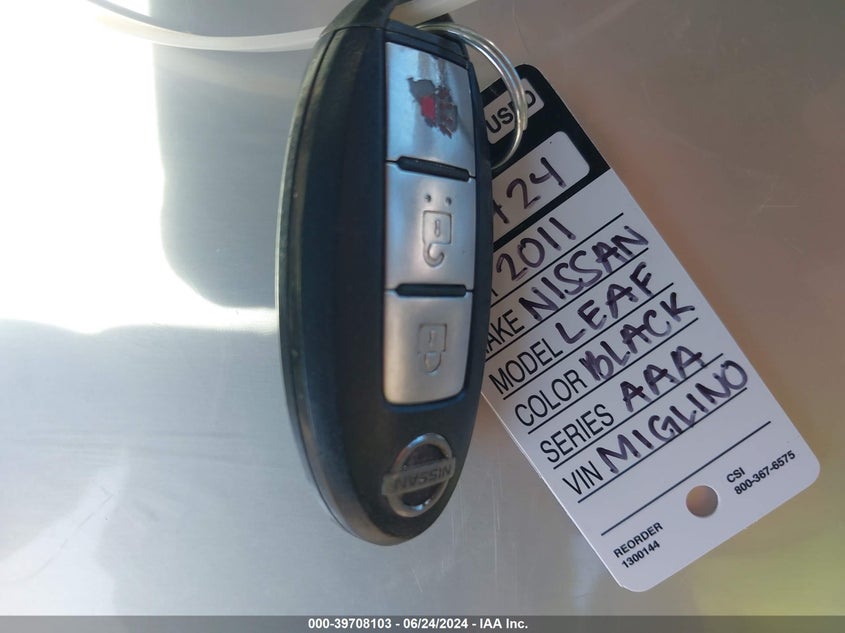 USED
24
2011
NISSAN
MODEL LEAF
COLOR BLACK
SERIES AAA
VIN MIGLINO
REORDER
1300144
CSI
800-367-6575
NISSAN
000-39708103 - 06/24/2024 - IAA Inc.